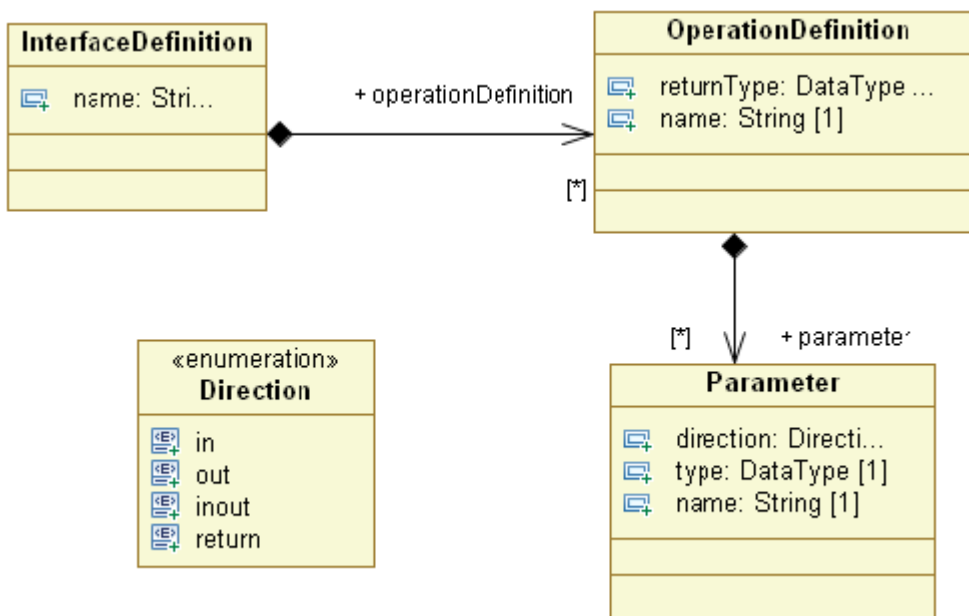 InterfaceDefinition
name: Stri...
+ operationDefinition
[*]
OperationDefinition
returnType: DataType ...
name: String [1]
[*]
+ parameter
Parameter
direction: Directi...
type: DataType [1]
name: String [1]
«enumeration»
Direction
<E> in
<E> out
<E> inout
<E> return